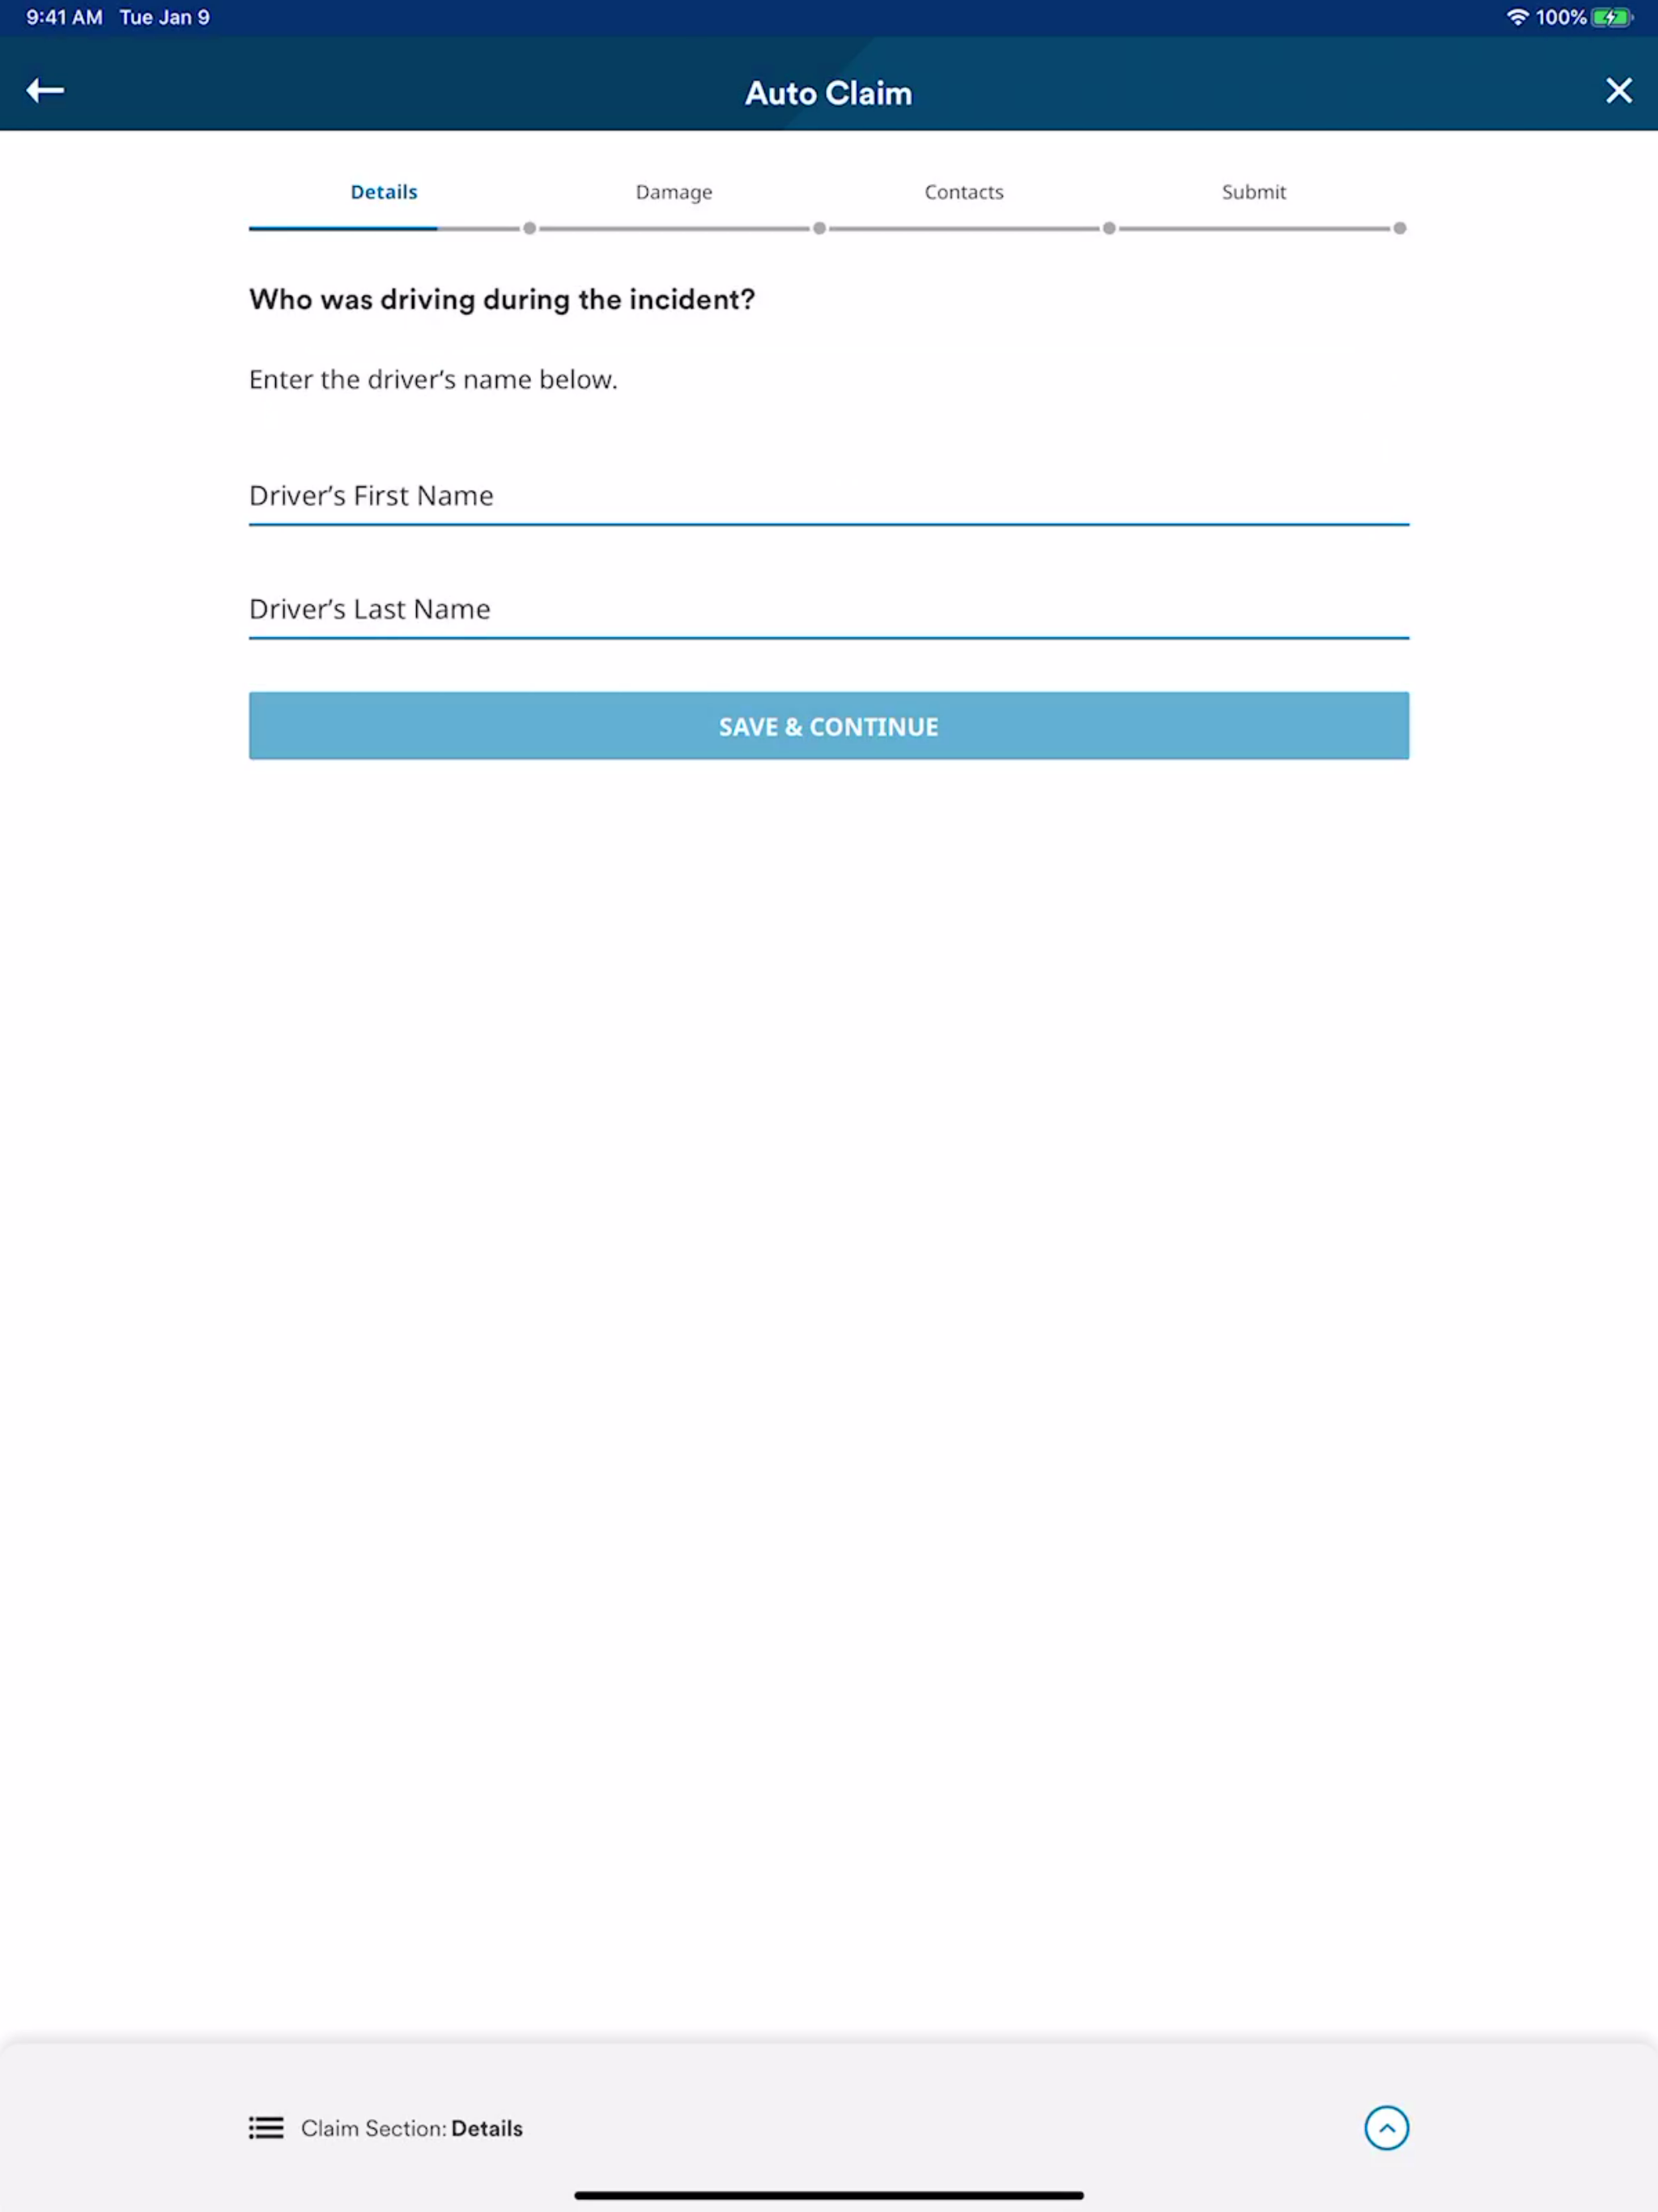 9:41 AM Tue Jan 9 100%
Auto Claim
Details Damage Contacts Submit
Who was driving during the incident?
Enter the driver’s name below.
Driver’s First Name
Driver’s Last Name
SAVE & CONTINUE
Claim Section: Details